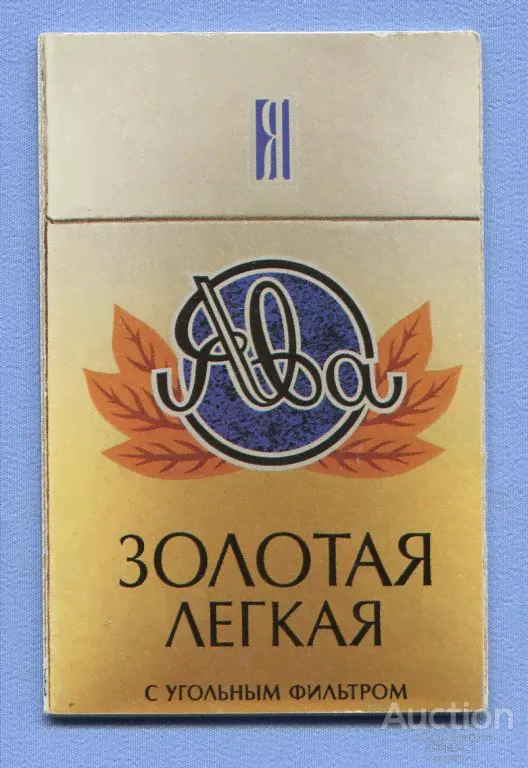 Я
Ява
ЗОЛОТАЯ
ЛЕГКАЯ
С УГОЛЬНЫМ ФИЛЬТРОМ
Auction